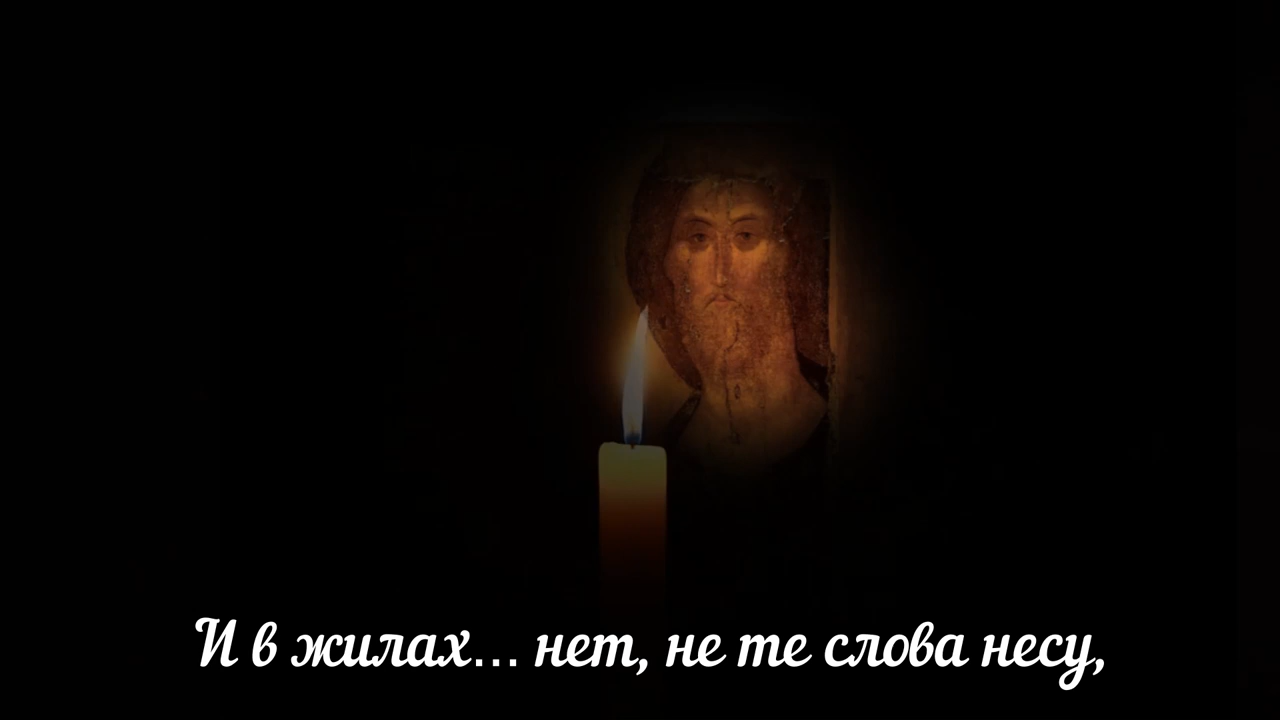 И в жилах... нет, не те слова несу,